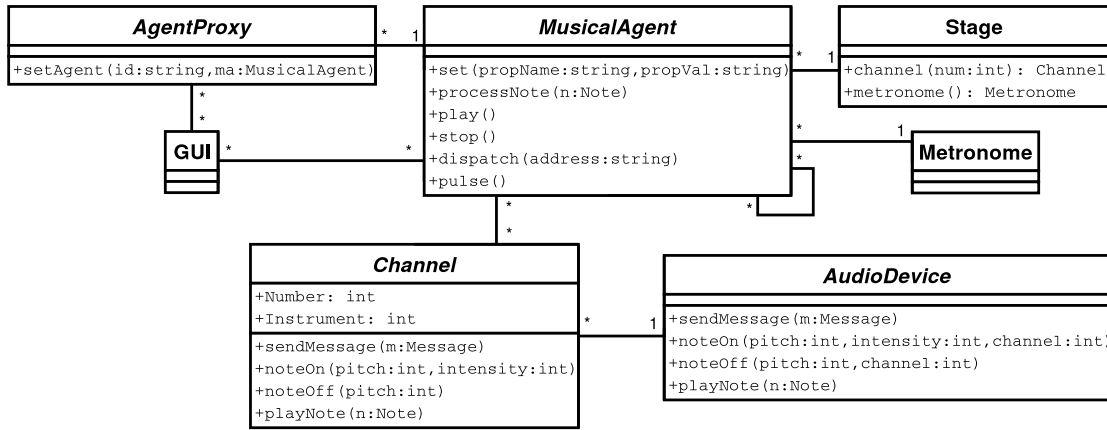 AgentProxy
+setAgent(id:string,ma:MusicalAgent)
* 1
MusicalAgent
+set(propName:string,propVal:string)
+processNote(n:Note)
+play()
+stop()
+dispatch(address:string)
+pulse()
* 1
Stage
+channel(num:int): Channel
+metronome(): Metronome
*
*
GUI
* *
* 1
Metronome
*
*
*
*
Channel
+Number: int
+Instrument: int
+sendMessage(m:Message)
+noteOn(pitch:int,intensity:int)
+noteOff(pitch:int)
+playNote(n:Note)
* 1
AudioDevice
+sendMessage(m:Message)
+noteOn(pitch:int,intensity:int,channel:int)
+noteOff(pitch:int,channel:int)
+playNote(n:Note)